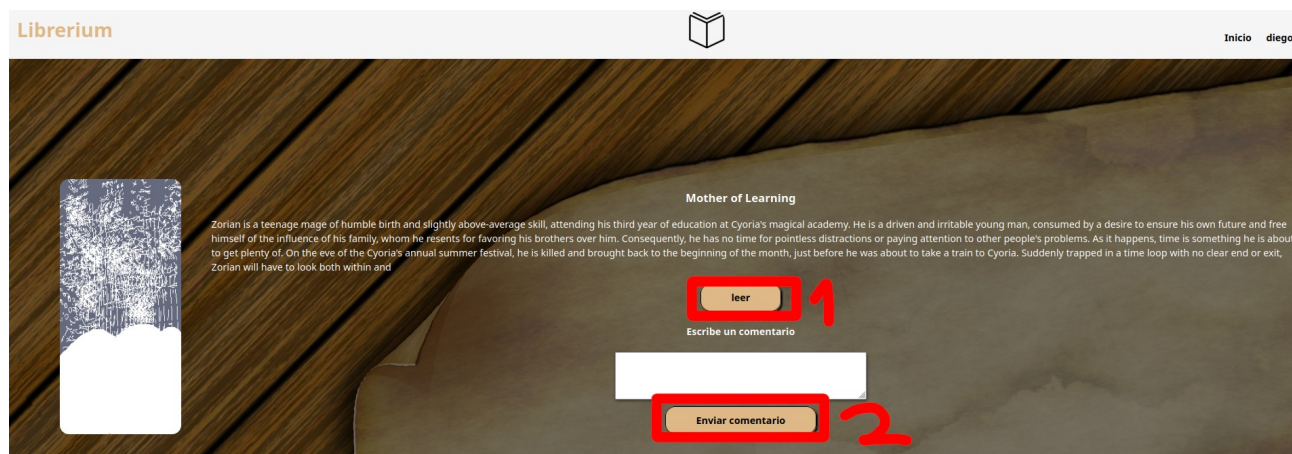 Librerium
Inicio diego
Mother of Learning
Zorian is a teenage mage of humble birth and slightly above-average skill, attending his third year of education at Cyoria's magical academy. He is a driven and irritable young man, consumed by a desire to ensure his own future and free
himself of the influence of his family, whom he resents for favoring his brothers over him. Consequently, he has no time for pointless distractions or paying attention to other people's problems. As it happens, time is something he is about
to get plenty of. On the eve of the Cyoria's annual summer festival, he is killed and brought back to the beginning of the month, just before he was about to take a train to Cyoria. Suddenly trapped in a time loop with no clear end or exit,
Zorian will have to look both within and
leer 1
Escribe un comentario
Enviar comentario 2